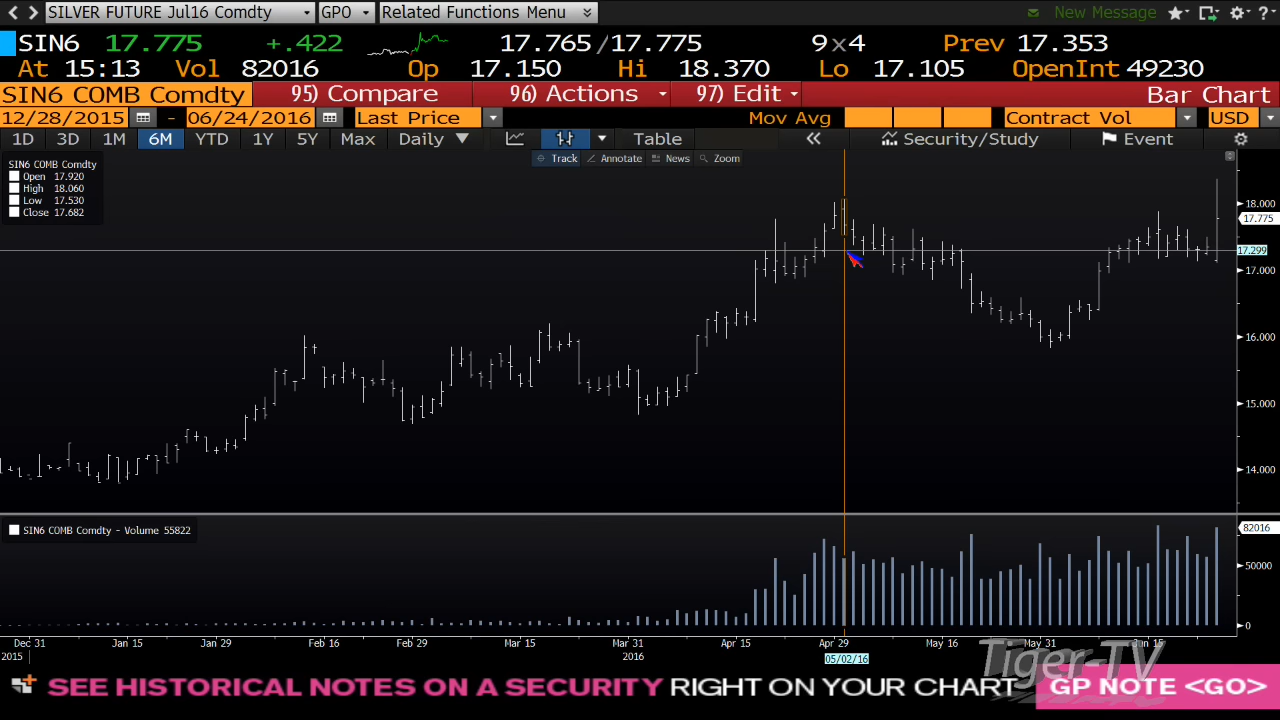 SILVER FUTURE Jul16 Comdty GPO Related Functions Menu New Message
SIN6 17.775 +.422 17.765/17.775 9x4 Prev 17.353
At 15:13 Vol 82016 Op 17.150 Hi 18.370 Lo 17.105 OpenInt 49230
SIN6 COMB Comdty 95) Compare 96) Actions 97) Edit Bar Chart
12/28/2015 - 06/24/2016 Last Price Mov Avg Contract Vol USD
1D 3D 1M 6M YTD 1Y 5Y Max Daily Table Security/Study Event
Track Annotate News Zoom
SIN6 COMB Comdty
Open 17.920
High 18.060
Low 17.530
Close 17.682
18.000
17.775
17.299
17.000
16.000
15.000
14.000
SIN6 COMB Comdty - Volume 55822
82016
50000
0
Dec 31 Jan 15 Jan 29 Feb 16 Feb 29 Mar 15 Mar 31 Apr 15 Apr 29 May 16 May 31 Jun 15
2015 2016 05/02/16
Tiger-TV
SEE HISTORICAL NOTES ON A SECURITY RIGHT ON YOUR CHART GP NOTE <GO>